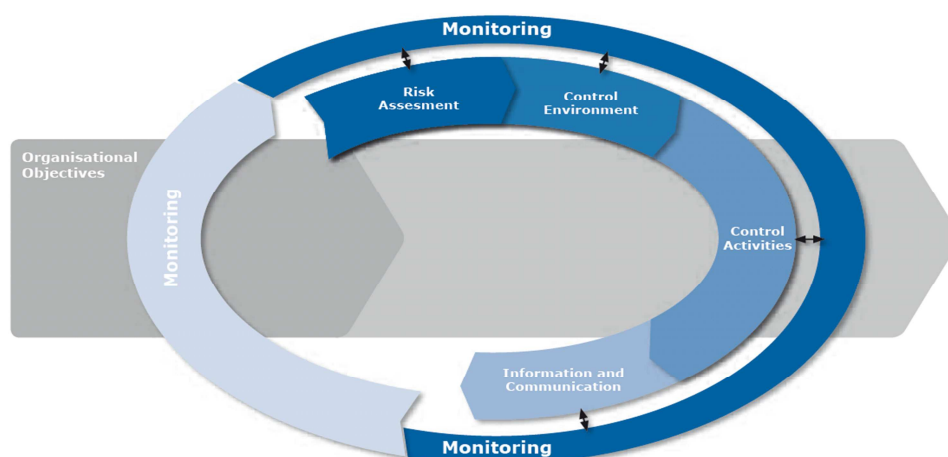 Monitoring
Risk
Assesment
Control
Environment
Organisational
Objectives
Monitoring
Control
Activities
Information and
Communication
Monitoring